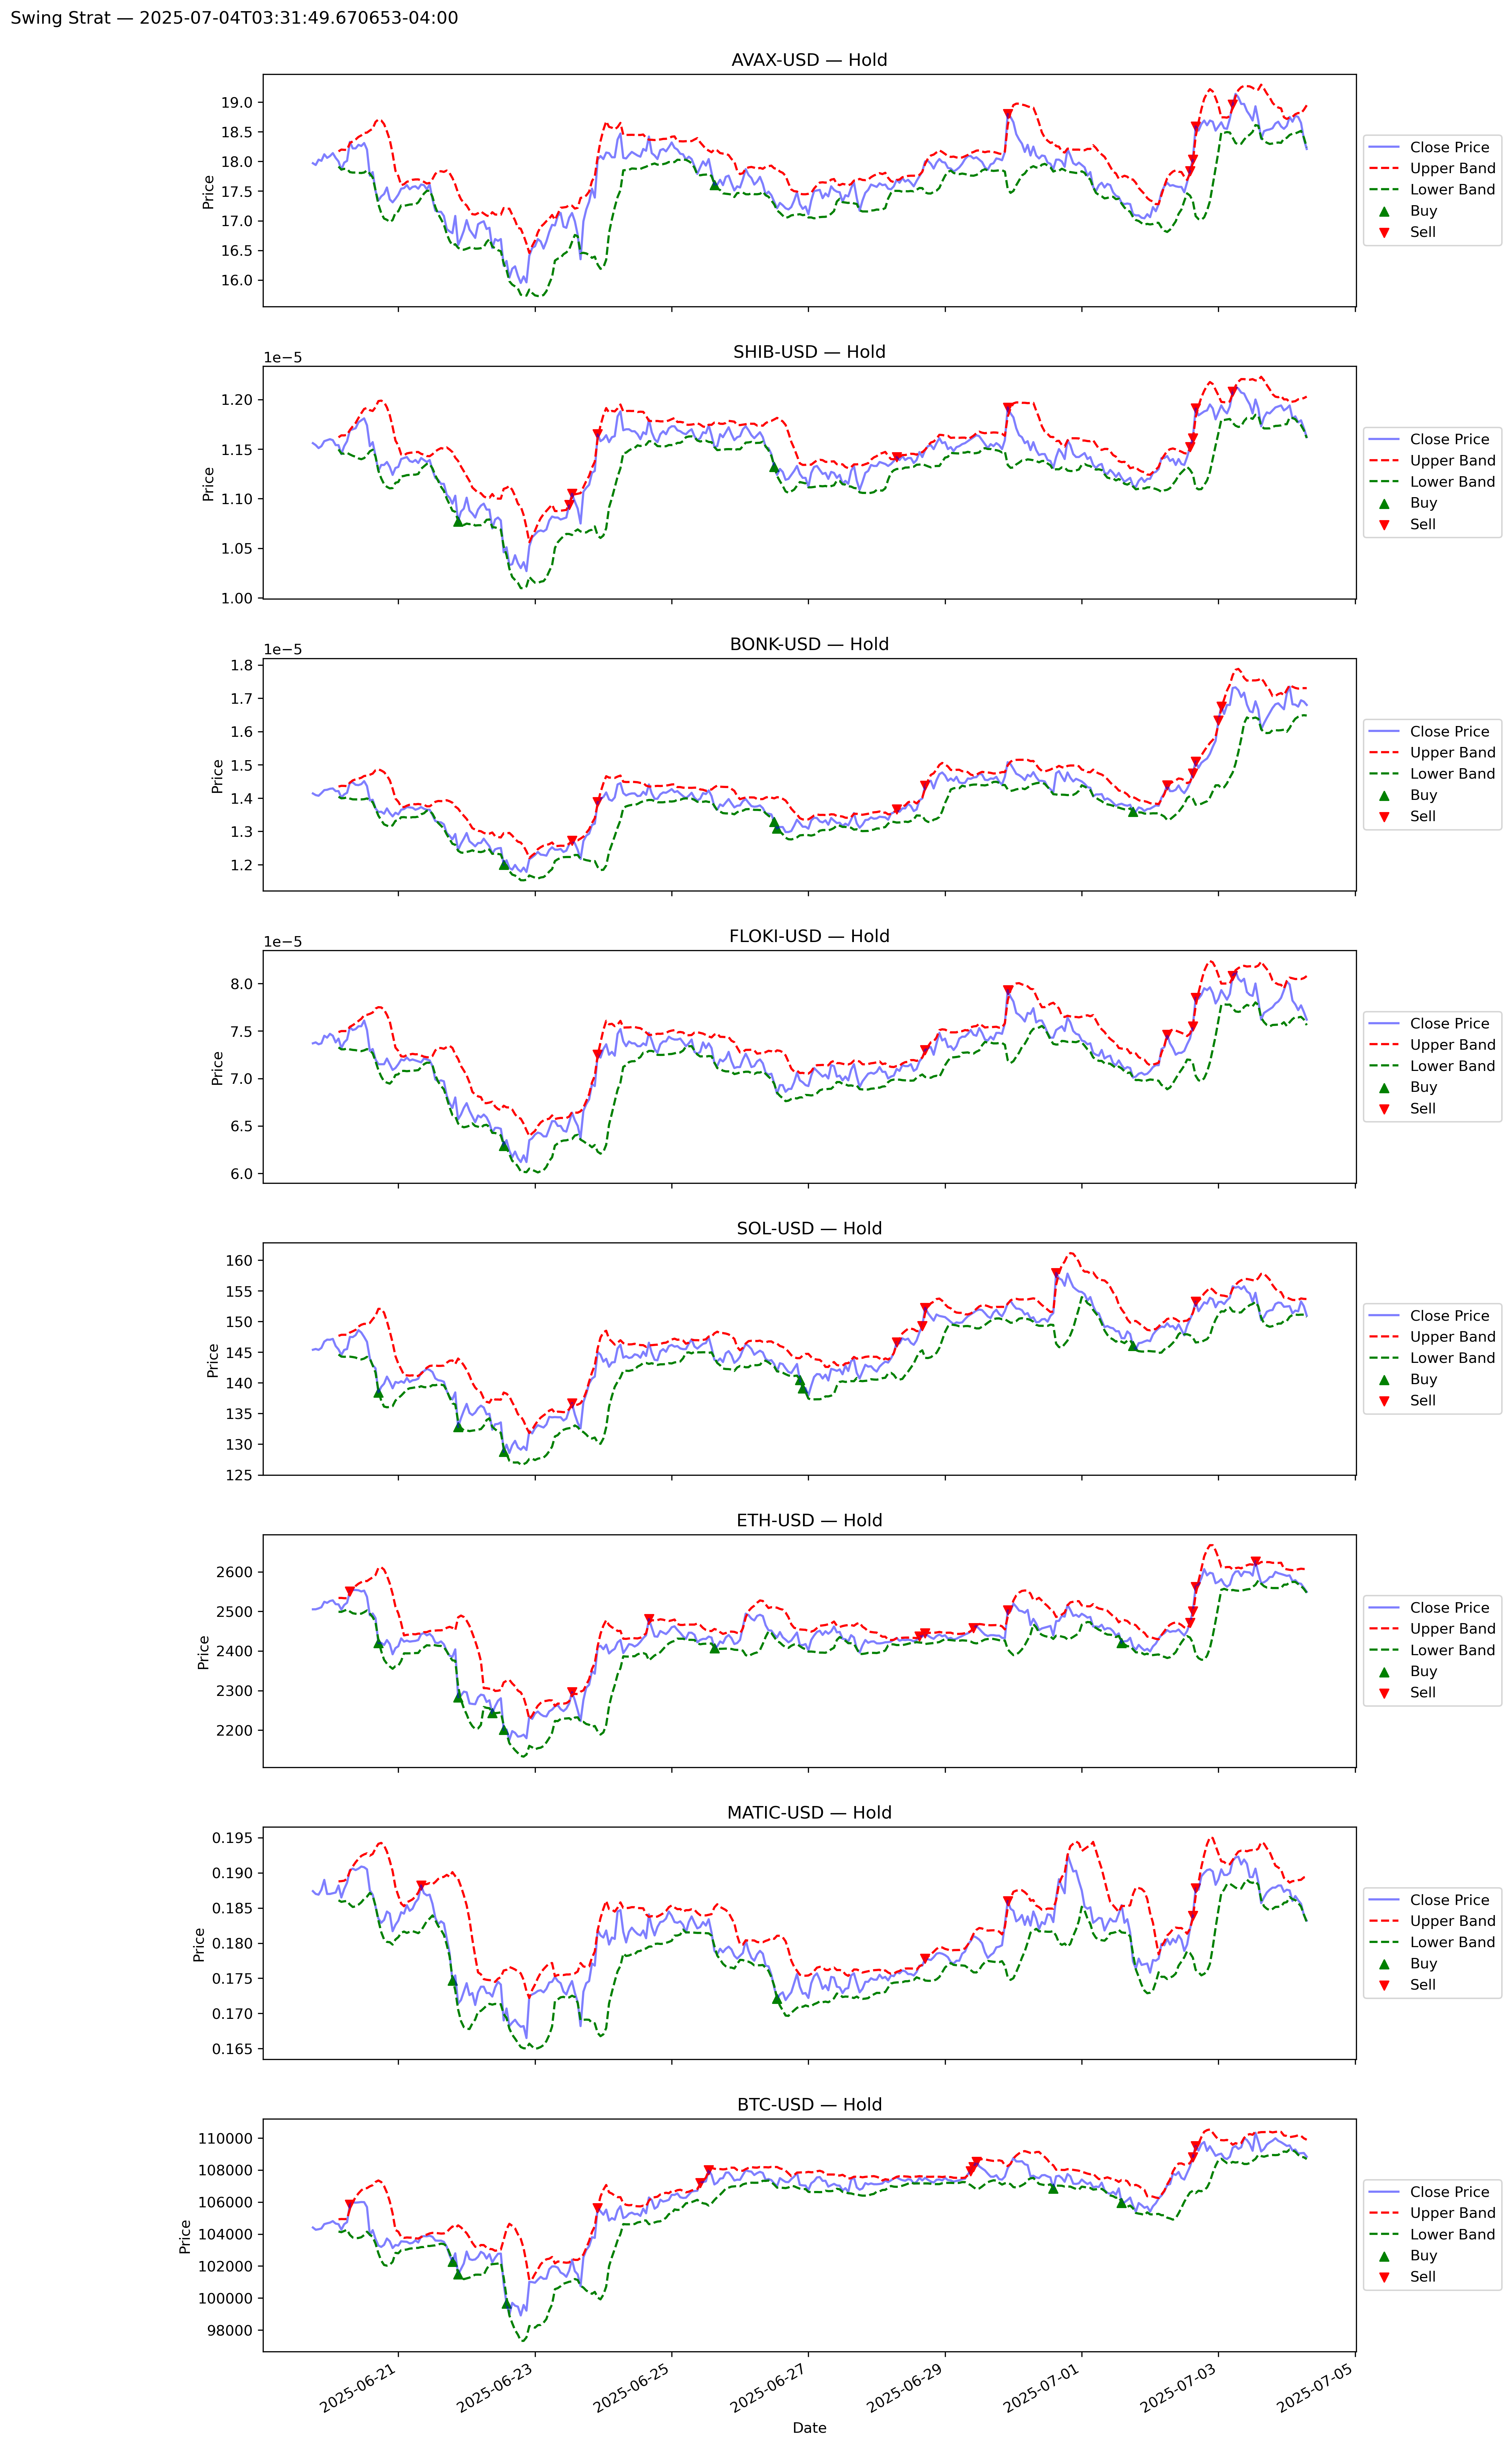 Swing Strat — 2025-07-04T03:31:49.670653-04:00
AVAX-USD — Hold
19.0
18.5
18.0
17.5
17.0
16.5
16.0
Price
Close Price
Upper Band
Lower Band
Buy
Sell
SHIB-USD — Hold
1e−5
1.20
1.15
1.10
1.05
1.00
Price
Close Price
Upper Band
Lower Band
Buy
Sell
BONK-USD — Hold
1e−5
1.8
1.7
1.6
1.5
1.4
1.3
1.2
Price
Close Price
Upper Band
Lower Band
Buy
Sell
FLOKI-USD — Hold
1e−5
8.0
7.5
7.0
6.5
6.0
Price
Close Price
Upper Band
Lower Band
Buy
Sell
SOL-USD — Hold
160
155
150
145
140
135
130
125
Price
Close Price
Upper Band
Lower Band
Buy
Sell
ETH-USD — Hold
2600
2500
2400
2300
2200
Price
Close Price
Upper Band
Lower Band
Buy
Sell
MATIC-USD — Hold
0.195
0.190
0.185
0.180
0.175
0.170
0.165
Price
Close Price
Upper Band
Lower Band
Buy
Sell
BTC-USD — Hold
110000
108000
106000
104000
102000
100000
98000
Price
Close Price
Upper Band
Lower Band
Buy
Sell
2025-06-21
2025-06-23
2025-06-25
2025-06-27
2025-06-29
2025-07-01
2025-07-03
2025-07-05
Date